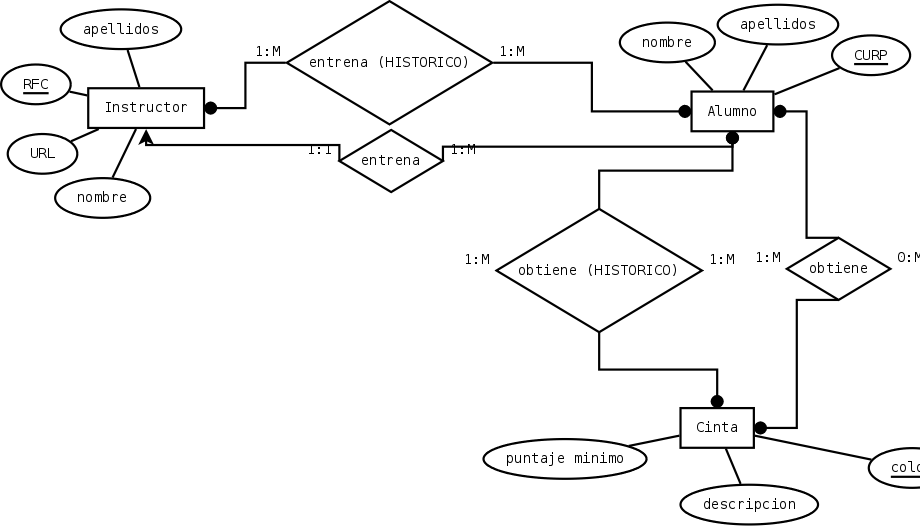 apellidos
apellidos
nombre
1:M
entrena (HISTORICO)
1:M
CURP
RFC
Instructor
Alumno
URL
1:1
entrena
1:M
nombre
1:M
obtiene (HISTORICO)
1:M
1:M
obtiene
0:M
Cinta
puntaje minimo
descripcion